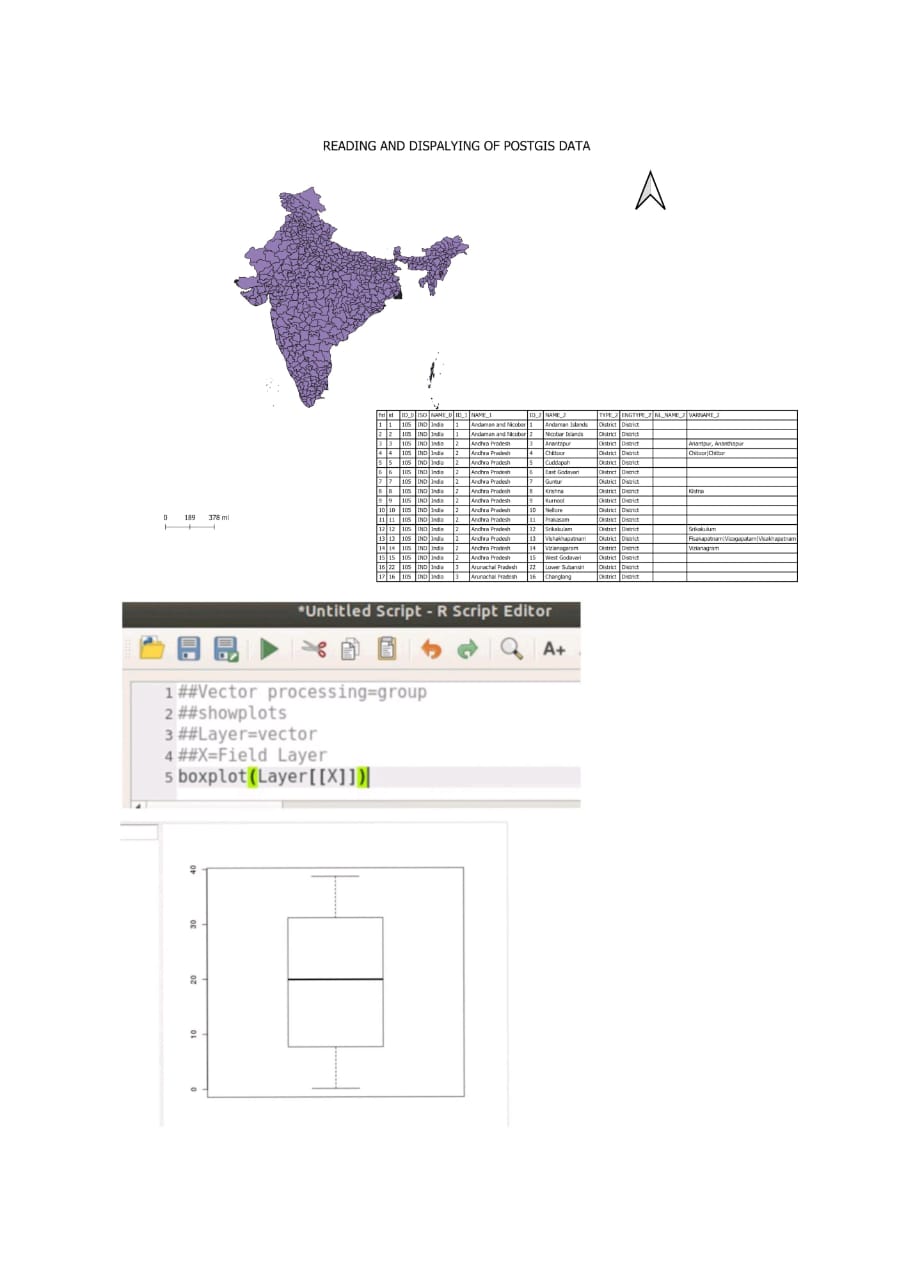 READING AND DISPALYING OF POSTGIS DATA
fid id ID_0 ISO NAME_0 ID_1 NAME_1 ID_2 NAME_2 TYPE_2 ENGTYPE_2 NL_NAME_2 VARNAME_2
1 1 105 IND India 1 Andaman and Nicobar 1 Andaman Islands District District
2 2 105 IND India 1 Andaman and Nicobar 2 Nicobar Islands District District
3 3 105 IND India 2 Andhra Pradesh 3 Anantapur District District Anantpur, Ananthapur
4 4 105 IND India 2 Andhra Pradesh 4 Chittoor District District Chitoor|Chittor
5 5 105 IND India 2 Andhra Pradesh 5 Cuddapah District District
6 6 105 IND India 2 Andhra Pradesh 6 East Godavari District District
7 7 105 IND India 2 Andhra Pradesh 7 Guntur District District
8 8 105 IND India 2 Andhra Pradesh 8 Krishna District District Kistna
9 9 105 IND India 2 Andhra Pradesh 9 Kurnool District District
10 10 105 IND India 2 Andhra Pradesh 10 Nellore District District
11 11 105 IND India 2 Andhra Pradesh 11 Prakasam District District
12 12 105 IND India 2 Andhra Pradesh 12 Srikakulam District District Srikakulum
13 13 105 IND India 2 Andhra Pradesh 13 Vishakhapatnam District District
14 14 105 IND India 2 Andhra Pradesh 14 Vizianagaram District District Vizianagram
15 15 105 IND India 2 Andhra Pradesh 15 West Godavari District District
16 22 105 IND India 3 Arunachal Pradesh 22 Lower Subansiri District District
17 16 105 IND India 3 Arunachal Pradesh 16 Changlang District District
0 189 378 mi
*Untitled Script - R Script Editor
A+
1 ##Vector processing=group
2 ##showplots
3 ##Layer=vector
4 ##X=Field Layer
5 boxplot(Layer[[X]])
40
30
20
10
0